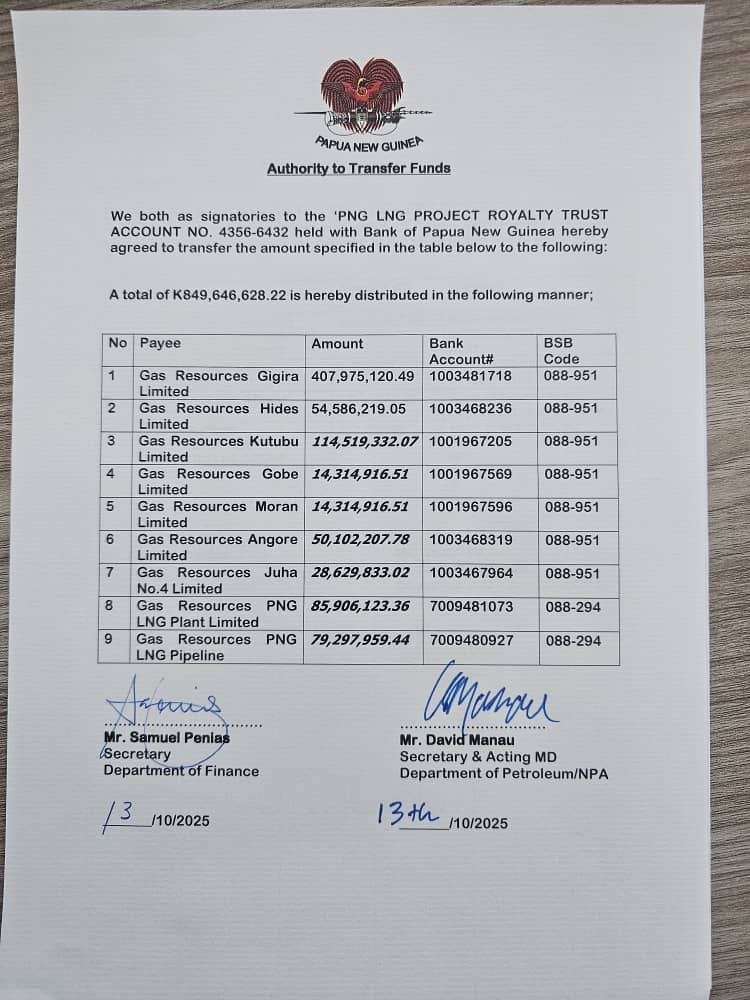 PAPUA NEW GUINEA
Authority to Transfer Funds
We both as signatories to the 'PNG LNG PROJECT ROYALTY TRUST
ACCOUNT NO. 4356-6432 held with Bank of Papua New Guinea hereby
agreed to transfer the amount specified in the table below to the following:
A total of K849,646,628.22 is hereby distributed in the following manner;
No Payee Amount Bank Account# BSB Code
1 Gas Resources Gigira Limited 407,975,120.49 1003481718 088-951
2 Gas Resources Hides Limited 54,586,219.05 1003468236 088-951
3 Gas Resources Kutubu Limited 114,519,332.07 1001967205 088-951
4 Gas Resources Gobe Limited 14,314,916.51 1001967569 088-951
5 Gas Resources Moran Limited 14,314,916.51 1001967596 088-951
6 Gas Resources Angore Limited 50,102,207.78 1003468319 088-951
7 Gas Resources Juha No.4 Limited 28,629,833.02 1003467964 088-951
8 Gas Resources PNG LNG Plant Limited 85,906,123.36 7009481073 088-294
9 Gas Resources PNG LNG Pipeline 79,297,959.44 7009480927 088-294
Mr. Samuel Penias
Secretary
Department of Finance
13/10/2025
Mr. David Manau
Secretary & Acting MD
Department of Petroleum/NPA
13th/10/2025